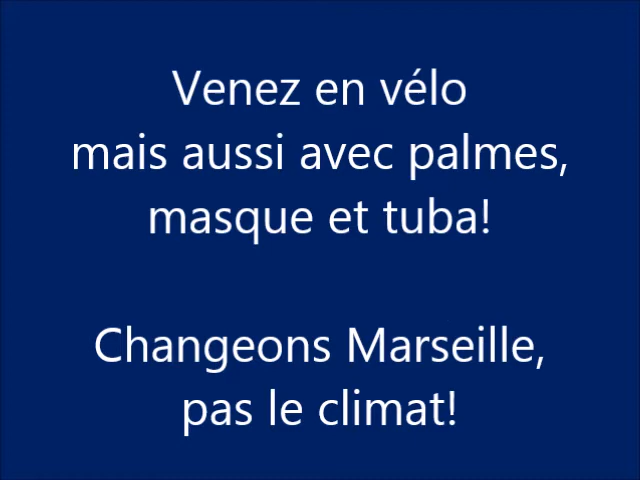 Venez en vélo
mais aussi avec palmes,
masque et tuba!
Changeons Marseille,
pas le climat!